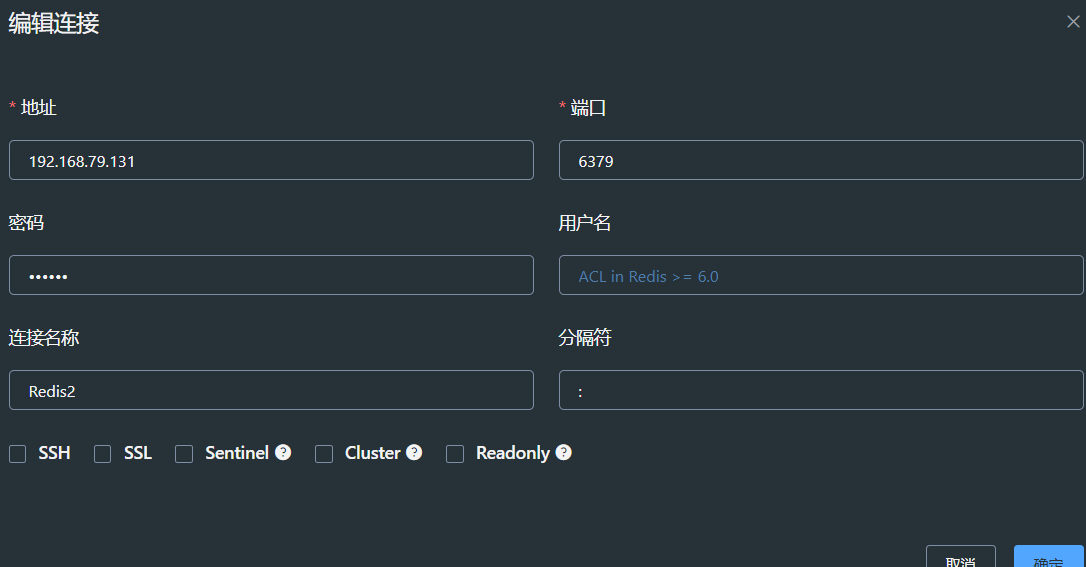 编辑连接
* 地址
* 端口
192.168.79.131
6379
密码
用户名
••••••
ACL in Redis >= 6.0
连接名称
分隔符
Redis2
:
SSH SSL Sentinel ? Cluster ? Readonly ?
取消
确定